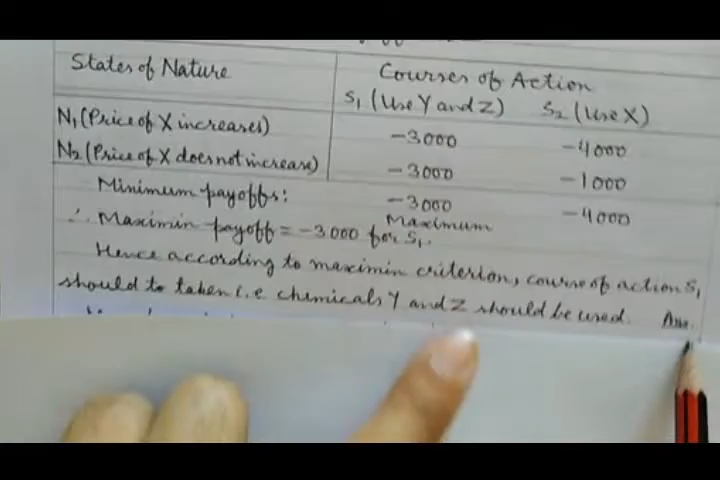 States of Nature Courses of Action
S₁ (Use Y and Z) S₂ (Use X)
N₁ (Price of X increases) -3000 -4000
N₂ (Price of X does not increase) -3000 -1000
Minimum payoffs: -3000 -4000
Maximum
∴ Maximin payoff = -3000 for S₁.
Hence according to maximin criterion, course of action S₁
should to taken i.e chemicals Y and Z should be used. Ans.